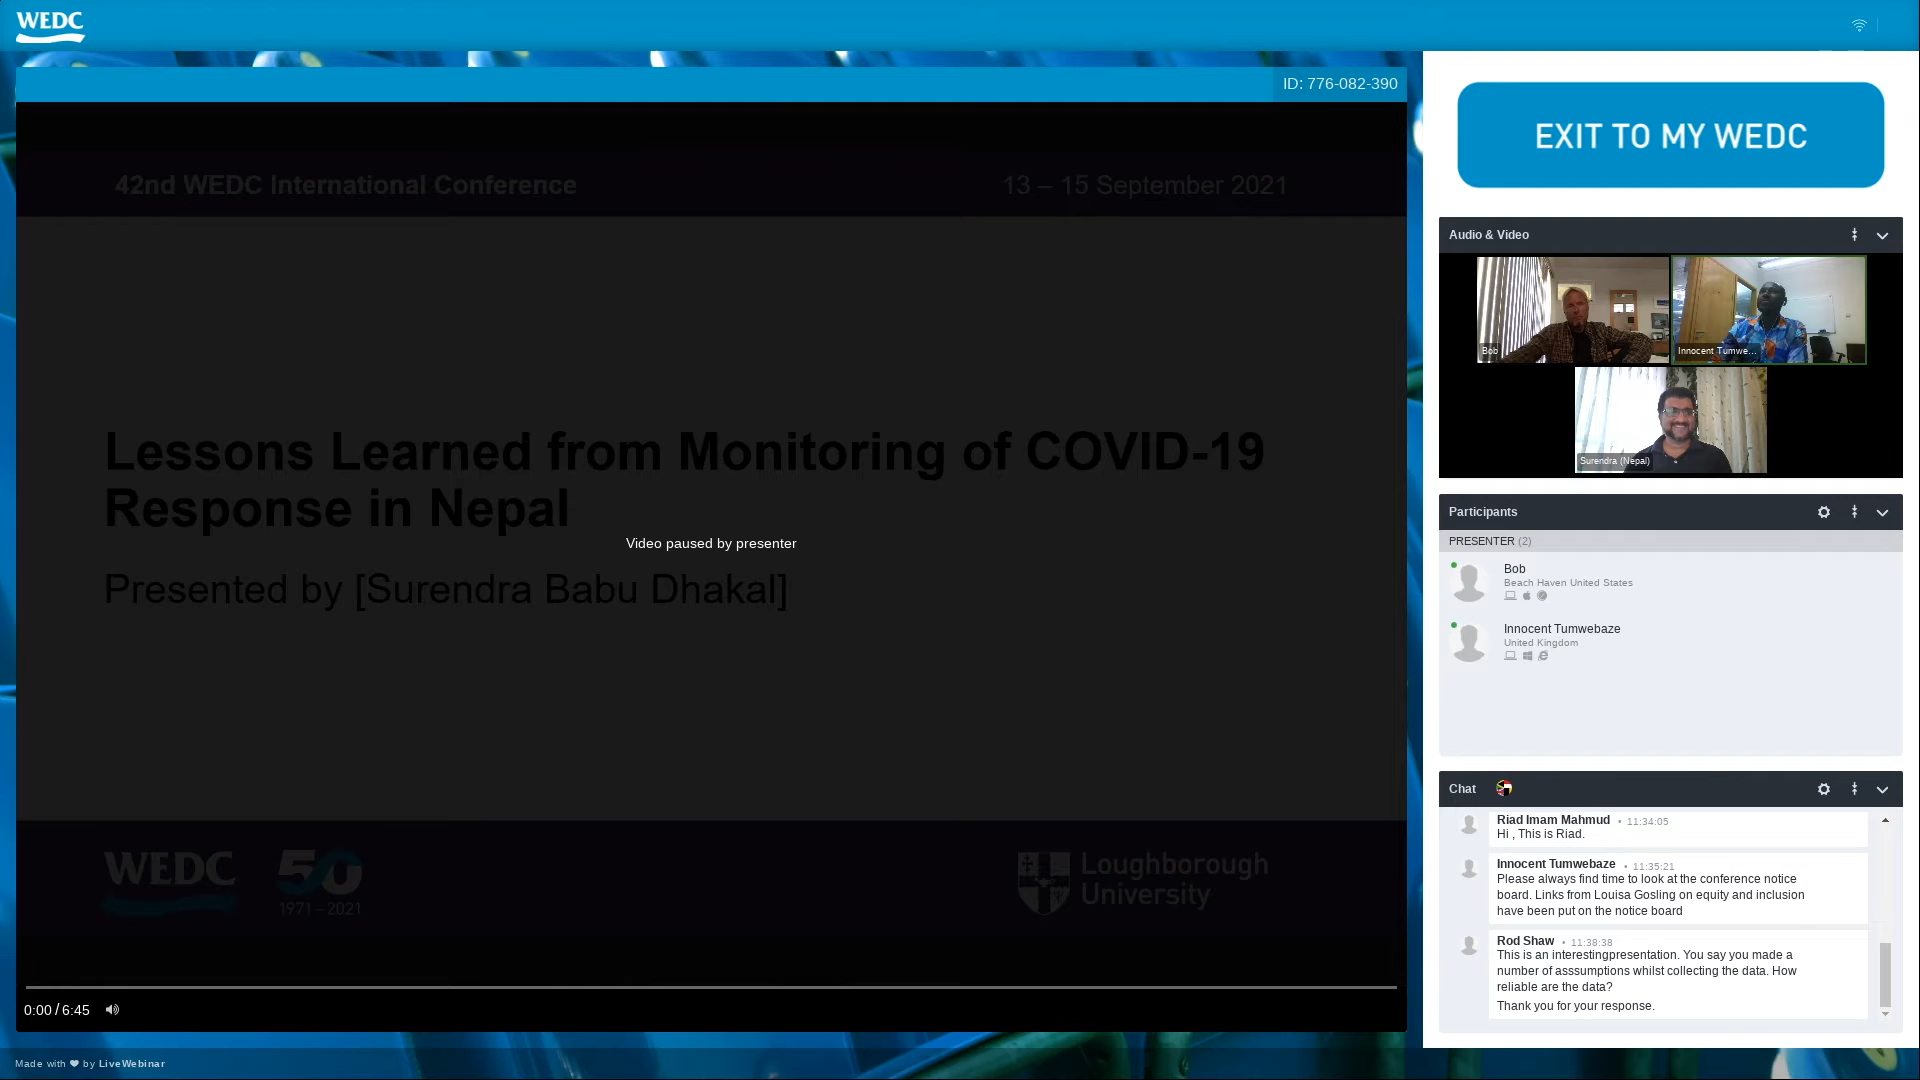 WEDC
ID: 776-082-390
EXIT TO MY WEDC
42nd WEDC International Conference
13 – 15 September 2021
Lessons Learned from Monitoring of COVID-19
Response in Nepal
Video paused by presenter
Presented by [Surendra Babu Dhakal]
WEDC
50
1971 – 2021
Loughborough
University
0:00 / 6:45
Made with by LiveWebinar
Audio & Video
Bob
Innocent Tumwe...
Surendra (Nepal)
Participants
PRESENTER (2)
Bob
Beach Haven United States
Innocent Tumwebaze
United Kingdom
Chat
Riad Imam Mahmud • 11:34:05
Hi , This is Riad.
Innocent Tumwebaze • 11:35:21
Please always find time to look at the conference notice
board. Links from Louisa Gosling on equity and inclusion
have been put on the notice board
Rod Shaw • 11:38:38
This is an interestingpresentation. You say you made a
number of asssumptions whilst collecting the data. How
reliable are the data?
Thank you for your response.